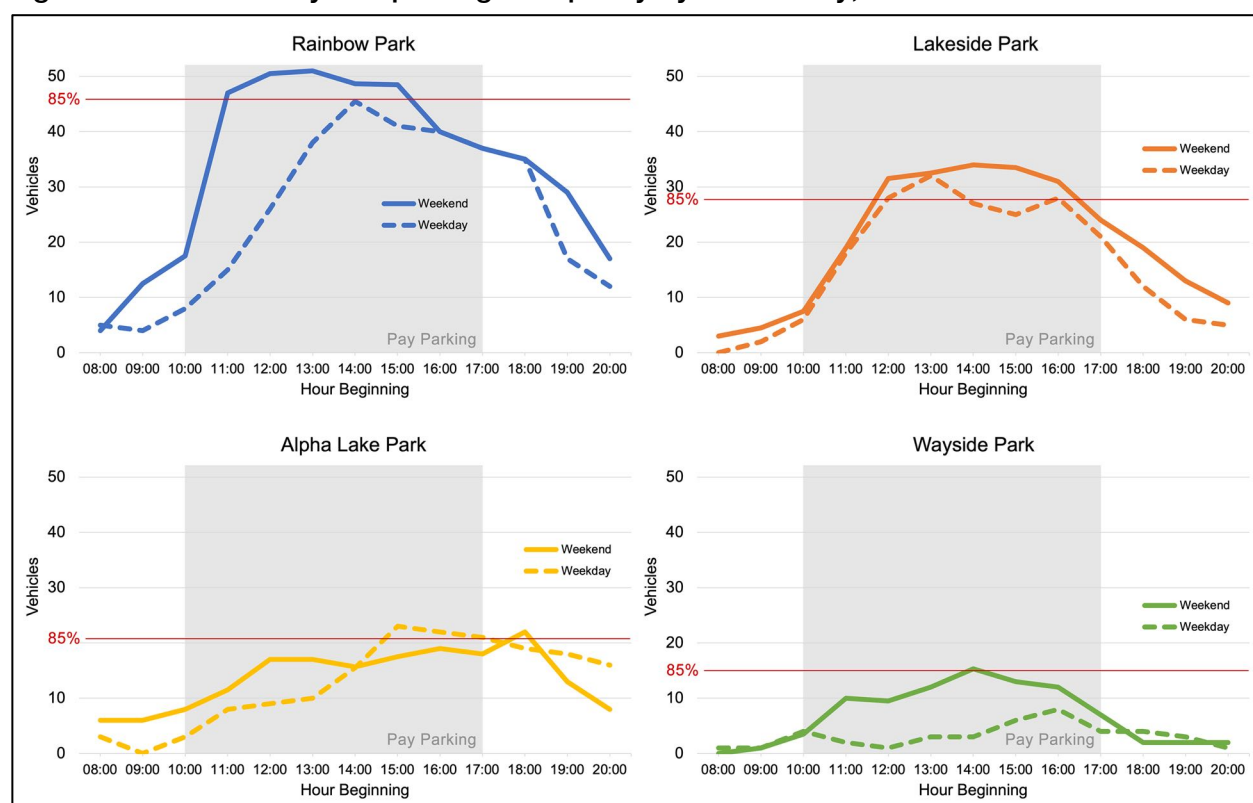 Rainbow Park
50
85%
40
30
20
10
0
Vehicles
Weekend
Weekday
Pay Parking
08:00 09:00 10:00 11:00 12:00 13:00 14:00 15:00 16:00 17:00 18:00 19:00 20:00
Hour Beginning
Lakeside Park
50
40
30
85%
20
10
0
Vehicles
Weekend
Weekday
Pay Parking
08:00 09:00 10:00 11:00 12:00 13:00 14:00 15:00 16:00 17:00 18:00 19:00 20:00
Hour Beginning
Alpha Lake Park
50
40
30
85%
10
0
Vehicles
Weekend
Weekday
Pay Parking
08:00 09:00 10:00 11:00 12:00 13:00 14:00 15:00 16:00 17:00 18:00 19:00 20:00
Hour Beginning
Wayside Park
50
40
30
20
85%
10
0
Vehicles
Weekend
Weekday
Pay Parking
08:00 09:00 10:00 11:00 12:00 13:00 14:00 15:00 16:00 17:00 18:00 19:00 20:00
Hour Beginning